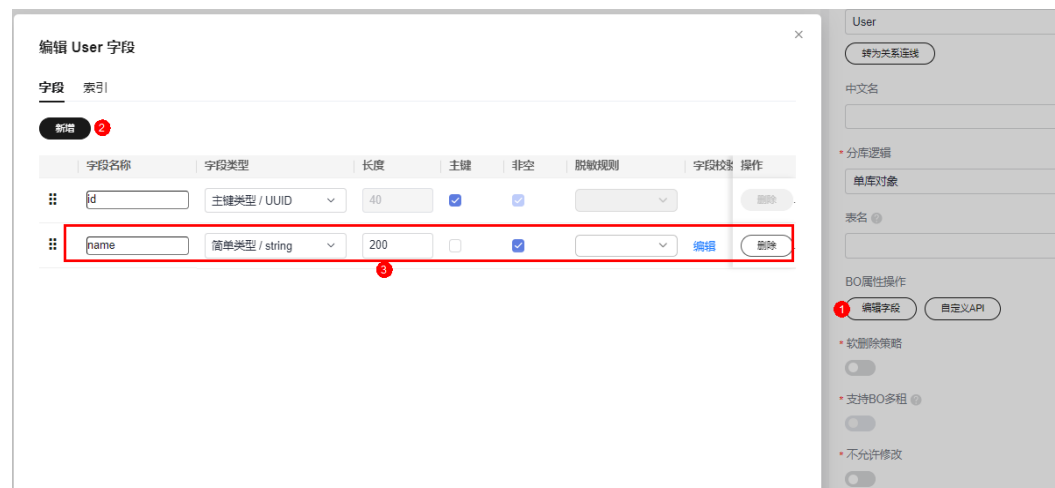 编辑 User 字段
×
字段 索引
新增 2
字段名称 字段类型 长度 主键 非空 脱敏规则 字段校验 操作
id 主键类型 / UUID 40 删除
name 简单类型 / string 200 编辑 删除
3
User
转为关系连线
中文名
* 分库逻辑
单库对象
表名 ?
BO属性操作
1 编辑字段 自定义API
* 软删除策略
* 支持BO多租 ?
* 不允许修改